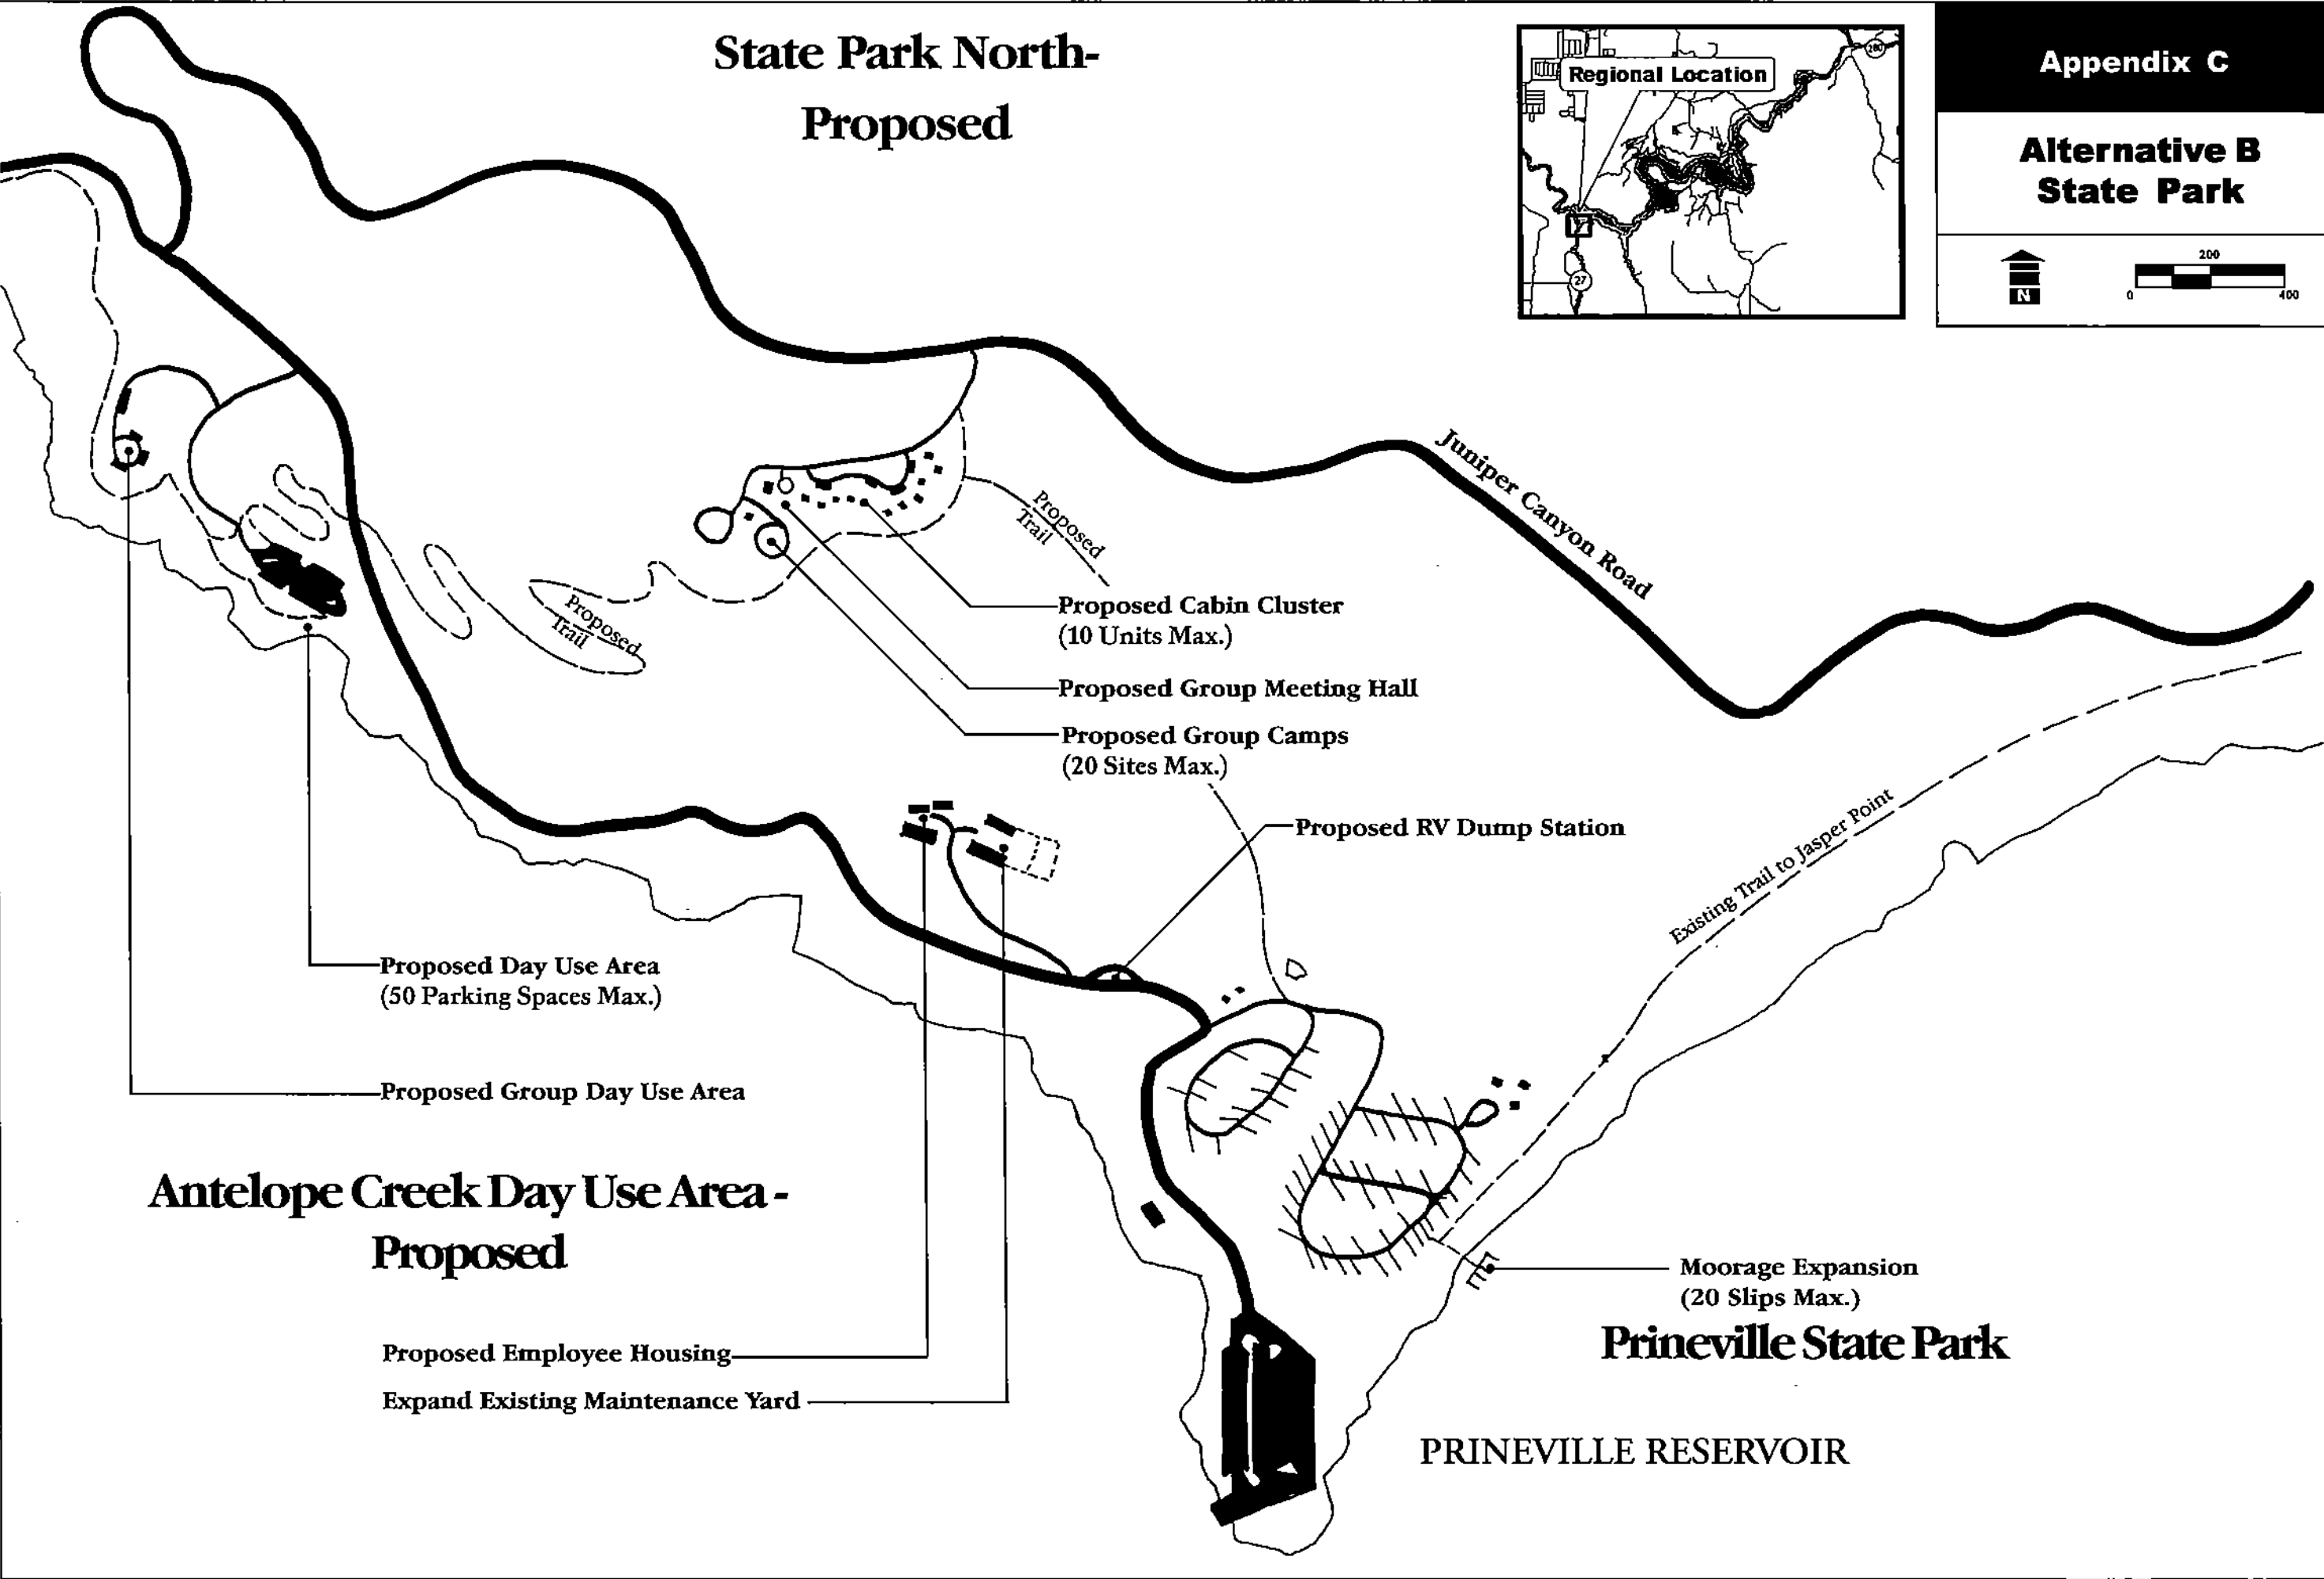 State Park North-
Proposed
Regional Location
280
27
Appendix C
Alternative B
State Park
N
200
0
400
Juniper Canyon Road
Proposed
Trail
Proposed
Trail
Proposed Cabin Cluster
(10 Units Max.)
Proposed Group Meeting Hall
Proposed Group Camps
(20 Sites Max.)
Proposed RV Dump Station
Existing Trail to Jasper Point
Proposed Day Use Area
(50 Parking Spaces Max.)
Proposed Group Day Use Area
Antelope Creek Day Use Area -
Proposed
Proposed Employee Housing
Expand Existing Maintenance Yard
Moorage Expansion
(20 Slips Max.)
Prineville State Park
PRINEVILLE RESERVOIR